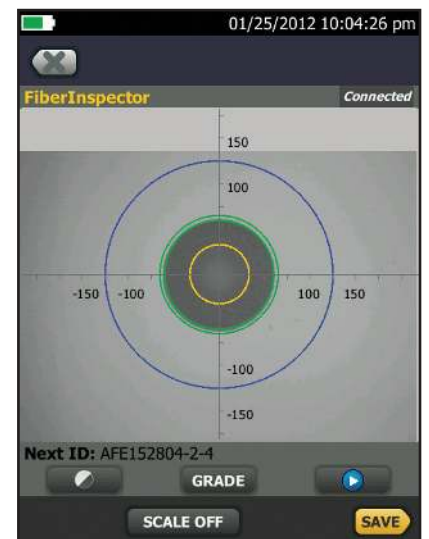 01/25/2012 10:04:26 pm
FiberInspector
Connected
150
100
-150 -100 100 150
-100
-150
Next ID: AFE152804-2-4
GRADE
SCALE OFF
SAVE